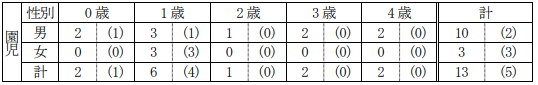 園児 性別 0歳 1歳 2歳 3歳 4歳 計
男 2 (1) 3 (1) 1 (0) 2 (0) 2 (0) 10 (2)
女 0 (0) 3 (3) 0 (0) 0 (0) 0 (0) 3 (3)
計 2 (1) 6 (4) 1 (0) 2 (0) 2 (0) 13 (5)